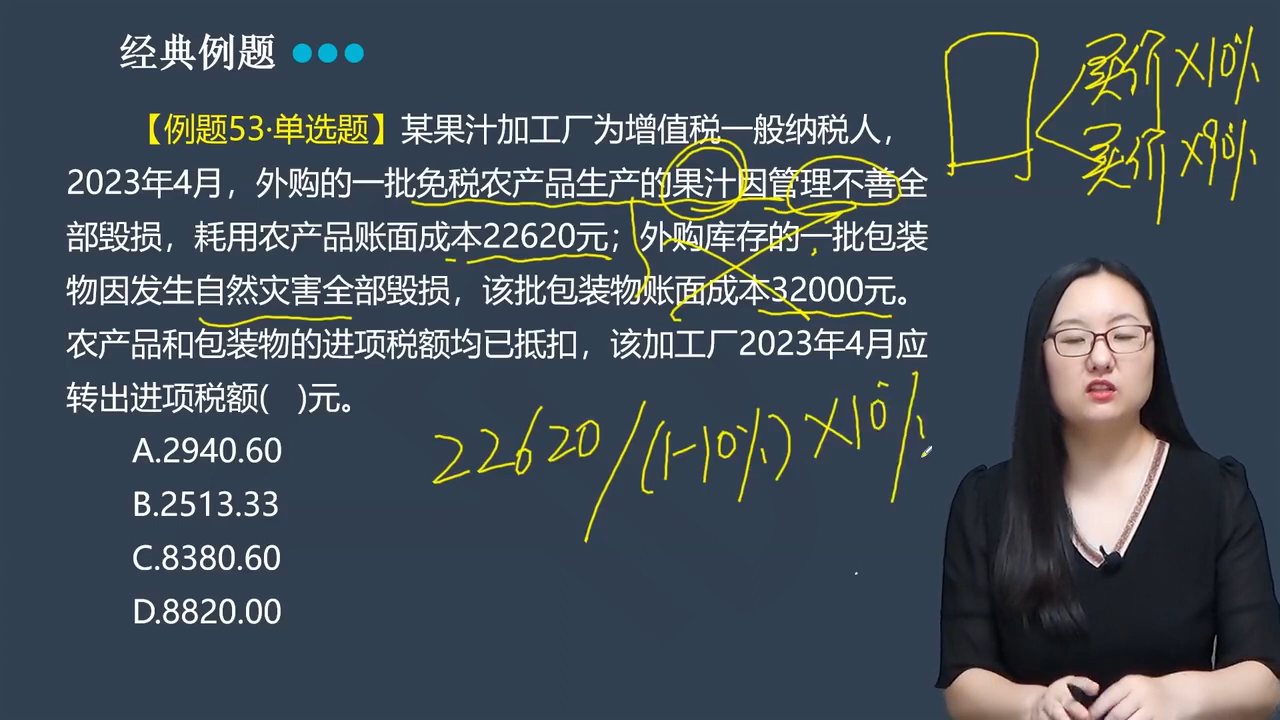 经典例题
买价×10%
买价×90%
【例题53·单选题】某果汁加工厂为增值税一般纳税人，
2023年4月，外购的一批免税农产品生产的果汁因管理不善全
部毁损，耗用农产品账面成本22620元；外购库存的一批包装
物因发生自然灾害全部毁损，该批包装物账面成本32000元。
农产品和包装物的进项税额均已抵扣，该加工厂2023年4月应
转出进项税额( )元。
22620/(1-10%)×10%
A.2940.60
B.2513.33
C.8380.60
D.8820.00